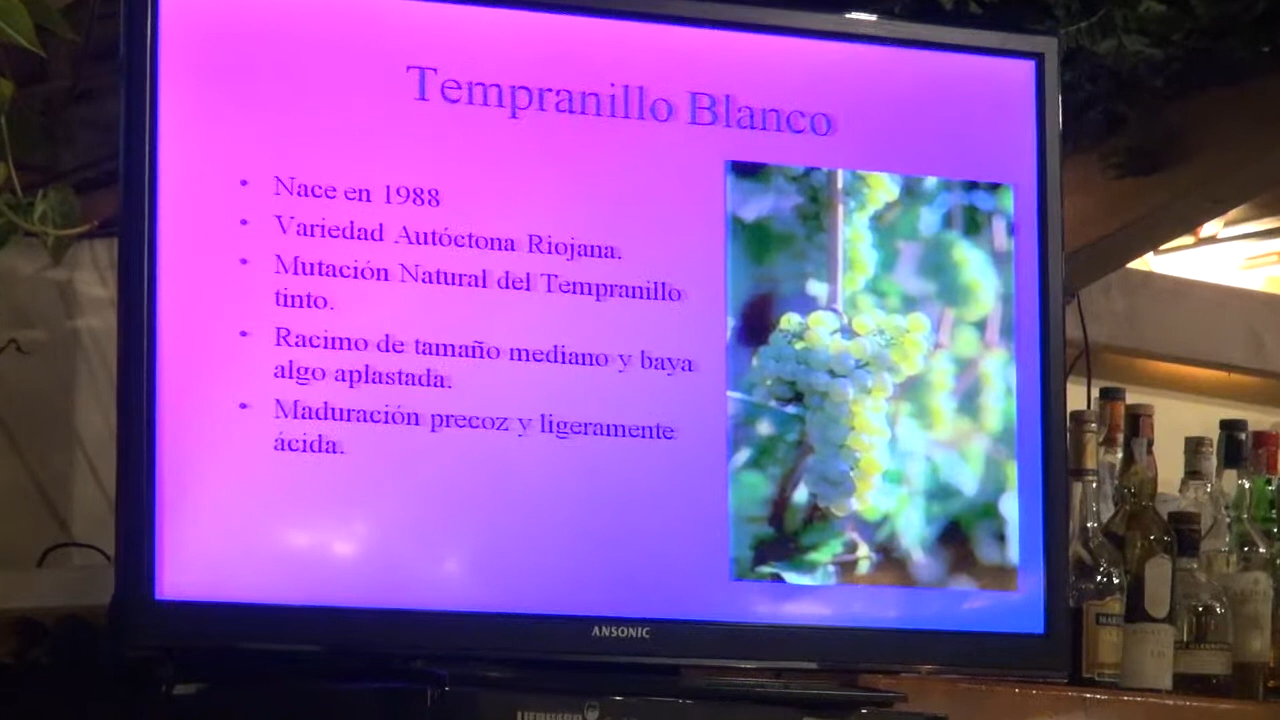 Tempranillo Blanco
• Nace en 1988
• Variedad Autóctona Riojana.
• Mutación Natural del Tempranillo
tinto.
• Racimo de tamaño mediano y baya
algo aplastada.
• Maduración precoz y ligeramente
ácida.
ANSONIC